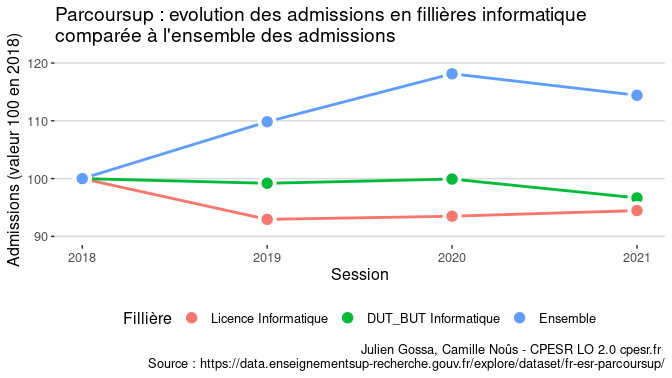 Parcoursup : evolution des admissions en fillières informatique
comparée à l'ensemble des admissions
Admissions (valeur 100 en 2018)
120
110
100
90
2018 2019 2020 2021
Session
Fillière Licence Informatique DUT_BUT Informatique Ensemble
Julien Gossa, Camille Noûs - CPESR LO 2.0 cpesr.fr
Source : https://data.enseignementsup-recherche.gouv.fr/explore/dataset/fr-esr-parcoursup/